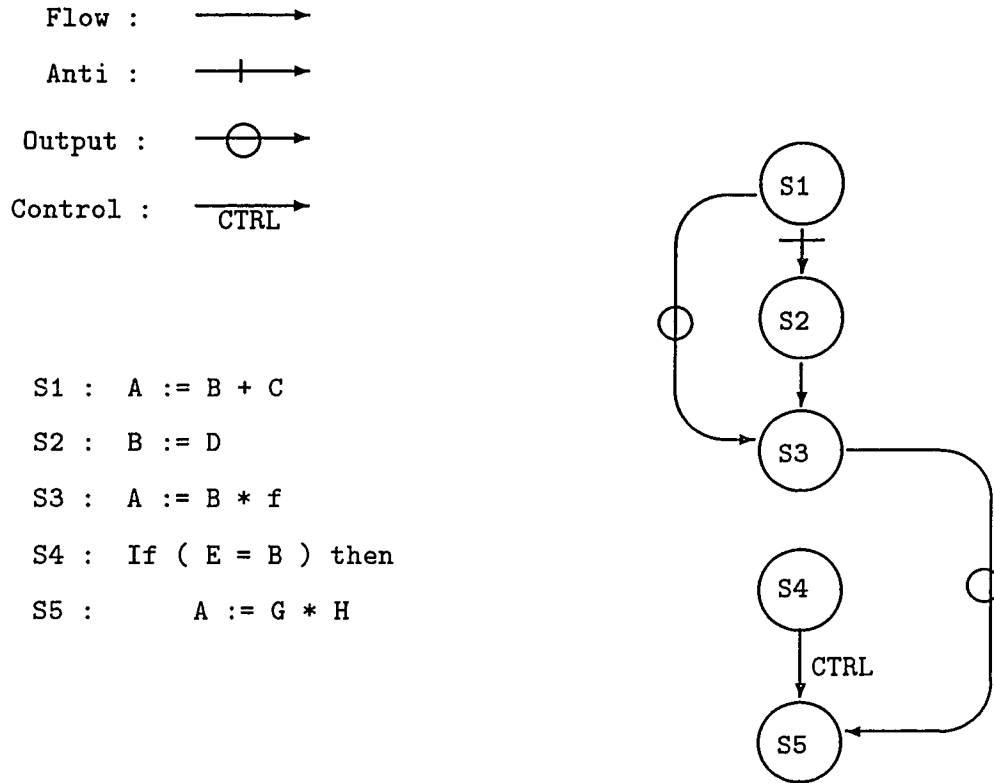 Flow :
Anti :
Output :
Control : CTRL
S1 : A := B + C
S2 : B := D
S3 : A := B * f
S4 : If ( E = B ) then
S5 : A := G * H
S1
S2
S3
S4
CTRL
S5